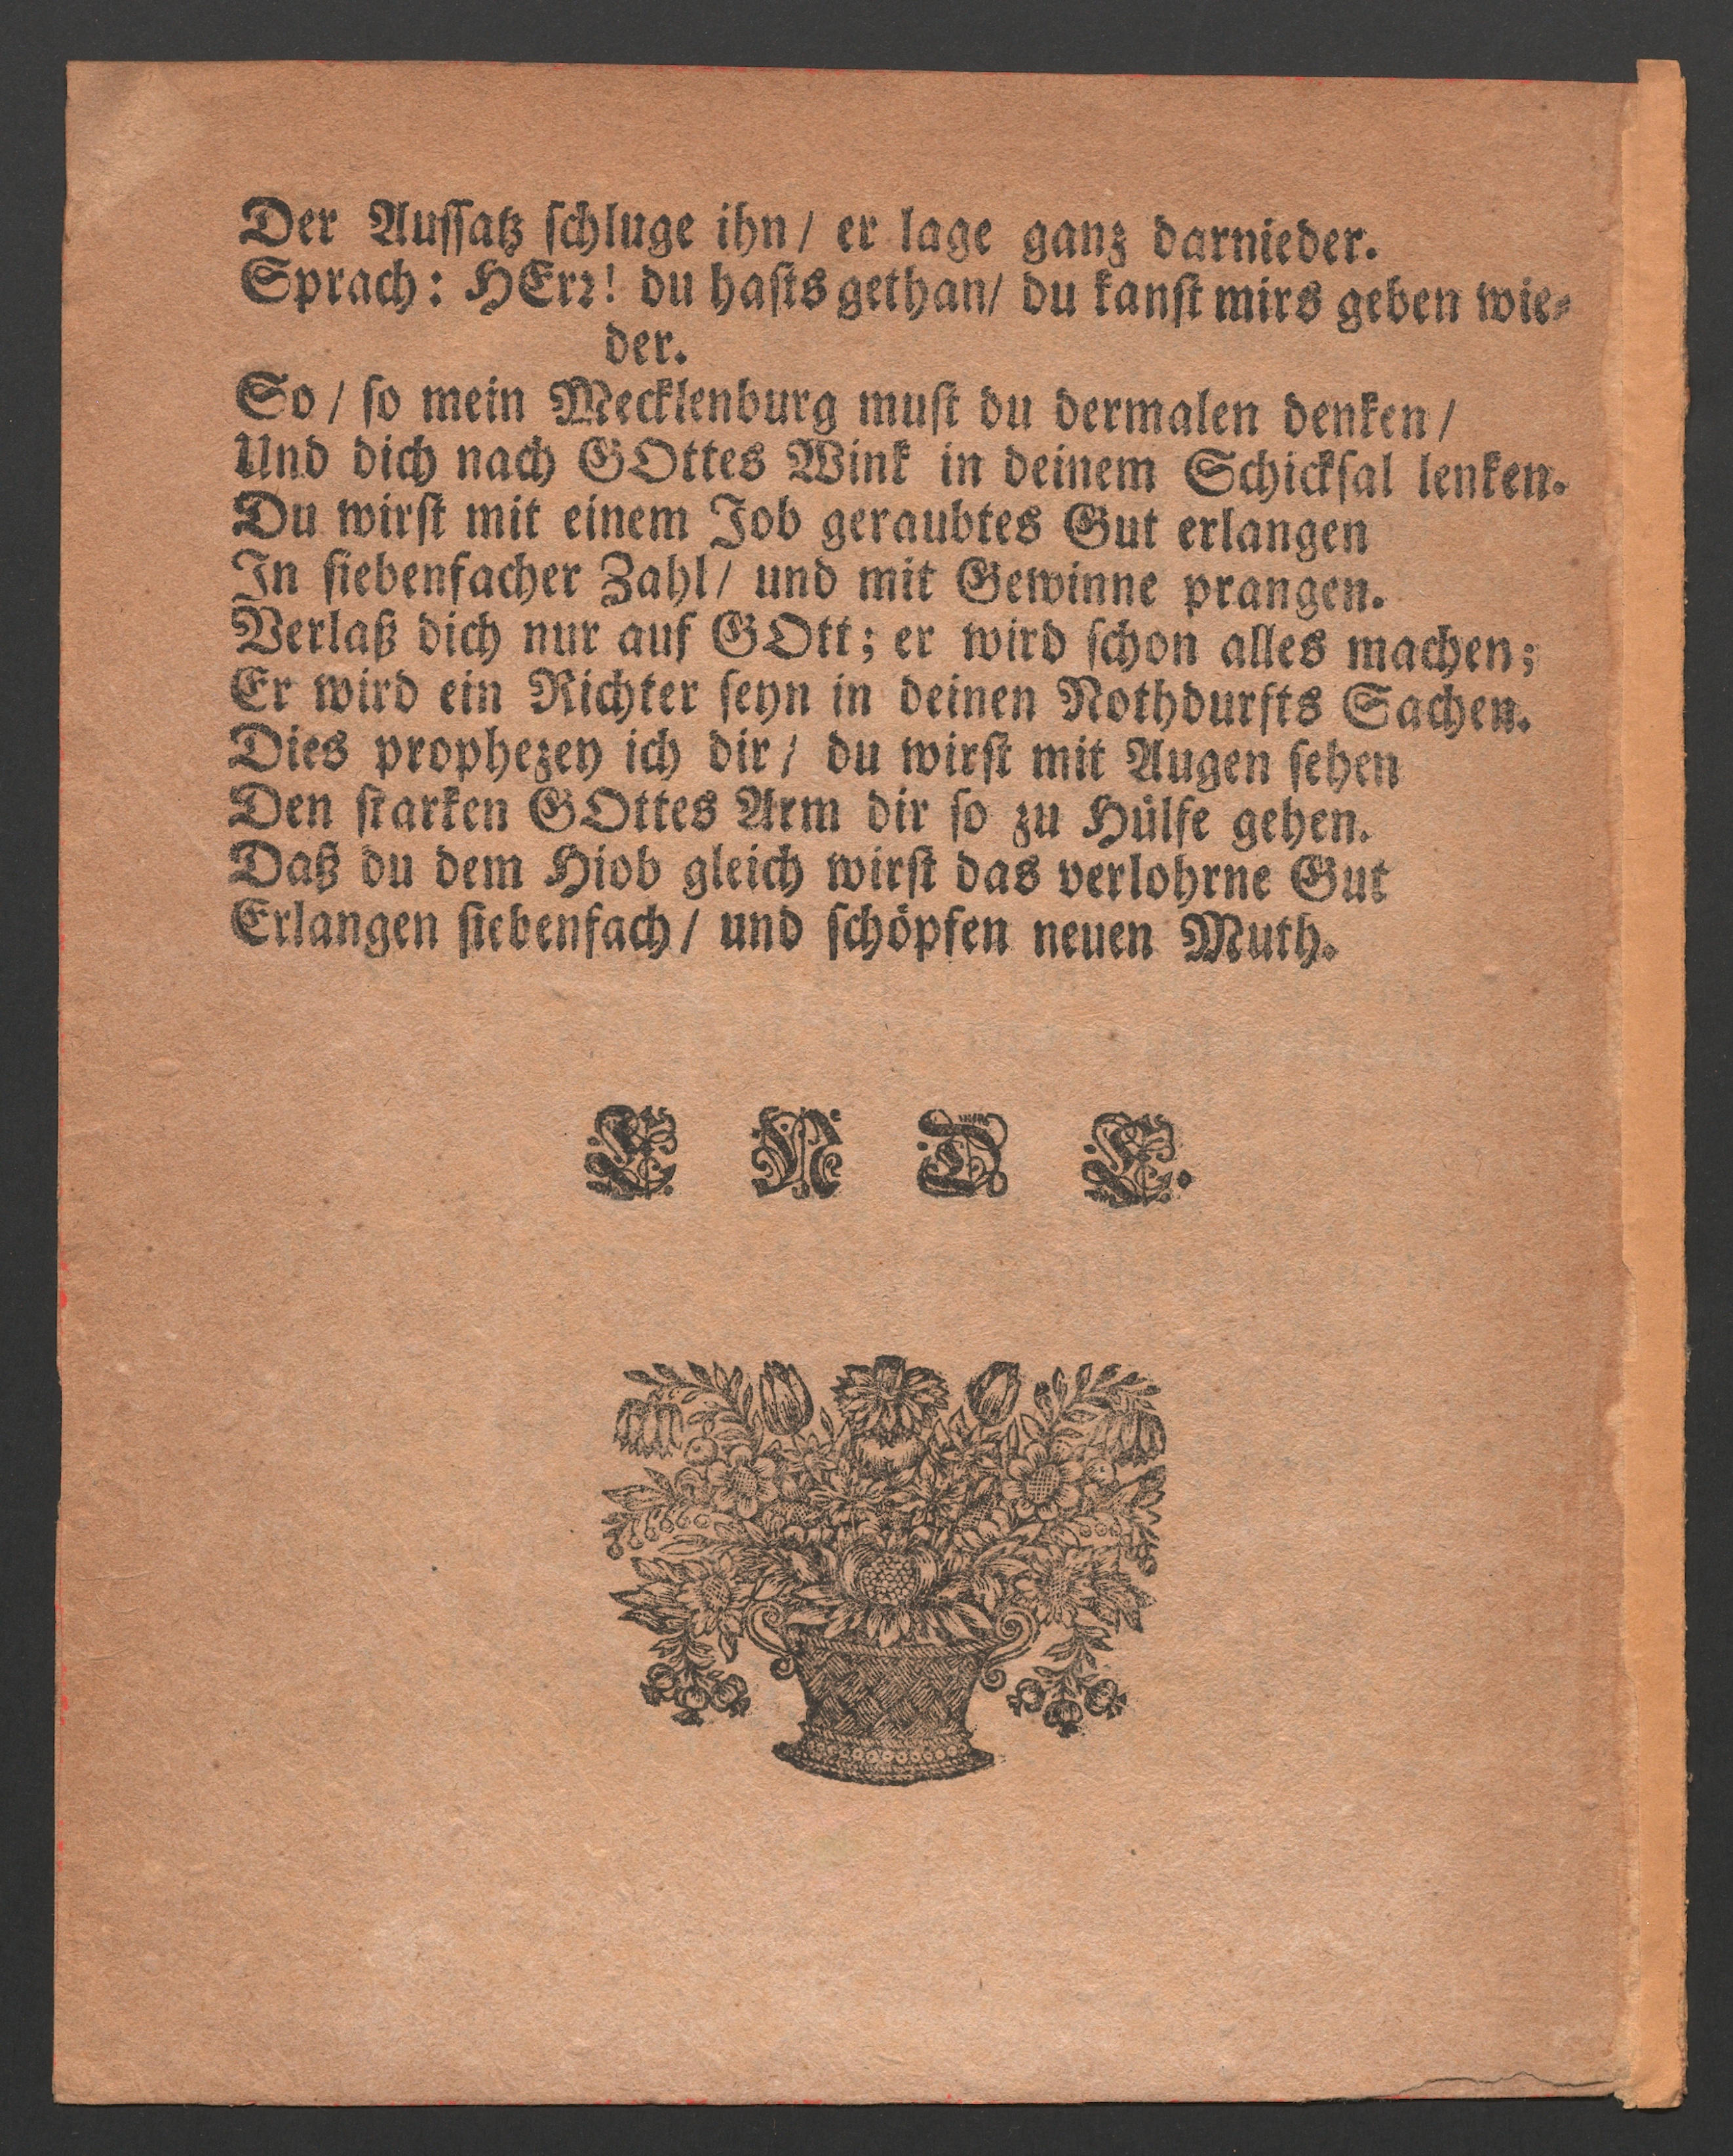 Der Auſſatz ſchluge ihn/ er lage ganz darnieder.
Sprach: HErꝛ! du haſts gethan/ du kanſt mirs geben wie⸗
der.
So/ ſo mein Mecklenburg muſt du dermalen denken/
Und dich nach GOttes Wink in deinem Schickſal lenken.
Du wirſt mit einem Job geraubtes Gut erlangen
In ſiebenfacher Zahl/ und mit Gewinne prangen.
Verlaß dich nur auf GOtt; er wird ſchon alles machen;
Er wird ein Richter ſeyn in deinen Nothdurfts Sachen.
Dies prophezey ich dir/ du wirſt mit Augen ſehen
Den ſtarken GOttes Arm dir ſo zu Hülfe gehen.
Daß du dem Hiob gleich wirſt das verlohrne Gut
Erlangen ſiebenfach/ und ſchöpfen neuen Muth.
E N D E.